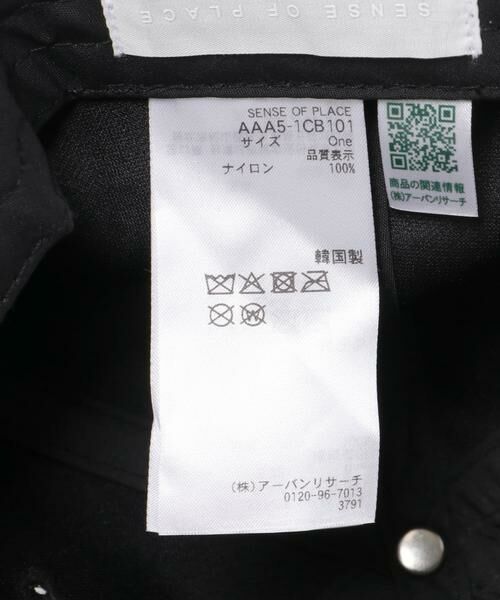 SENSE OF PLACE
SENSE OF PLACE
AAA5-1CB101
サイズ One
品質表示
ナイロン 100%
韓国製
W
(株)アーバンリサーチ
0120-96-7013
3791
商品の関連情報
(株)アーバンリサーチ